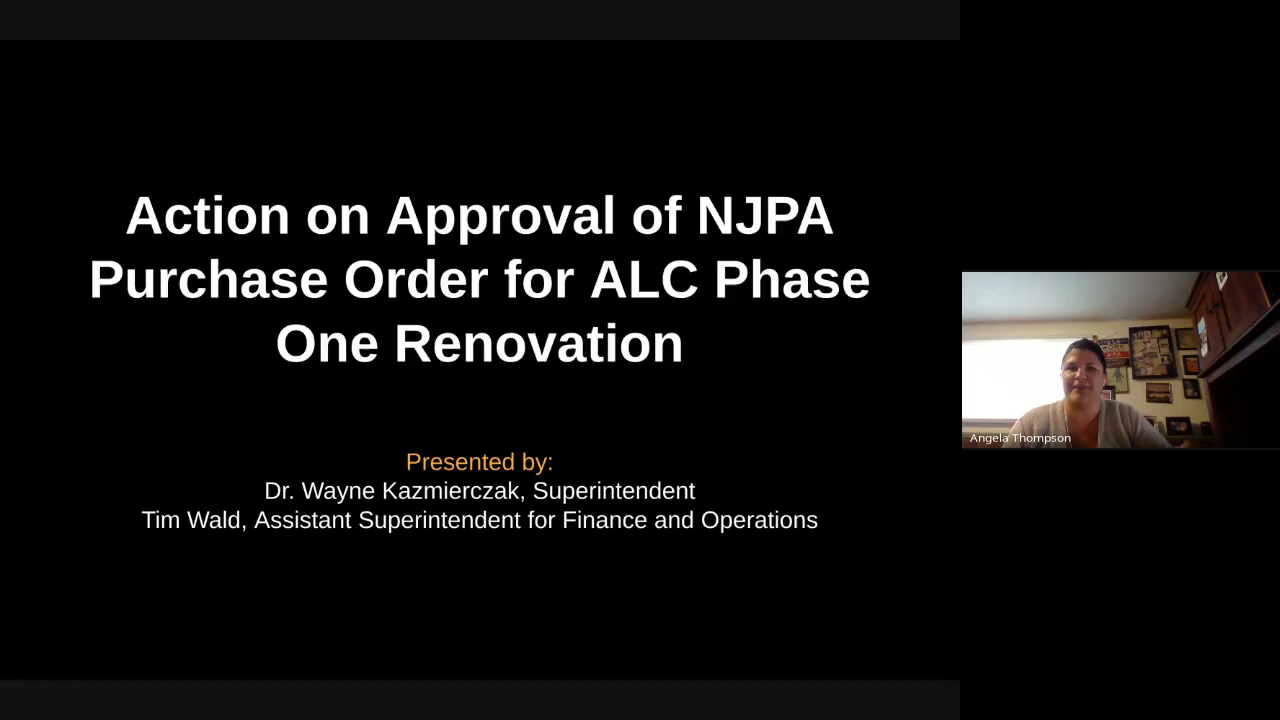 Action on Approval of NJPA
Purchase Order for ALC Phase
One Renovation
Presented by:
Dr. Wayne Kazmierczak, Superintendent
Tim Wald, Assistant Superintendent for Finance and Operations
Angela Thompson